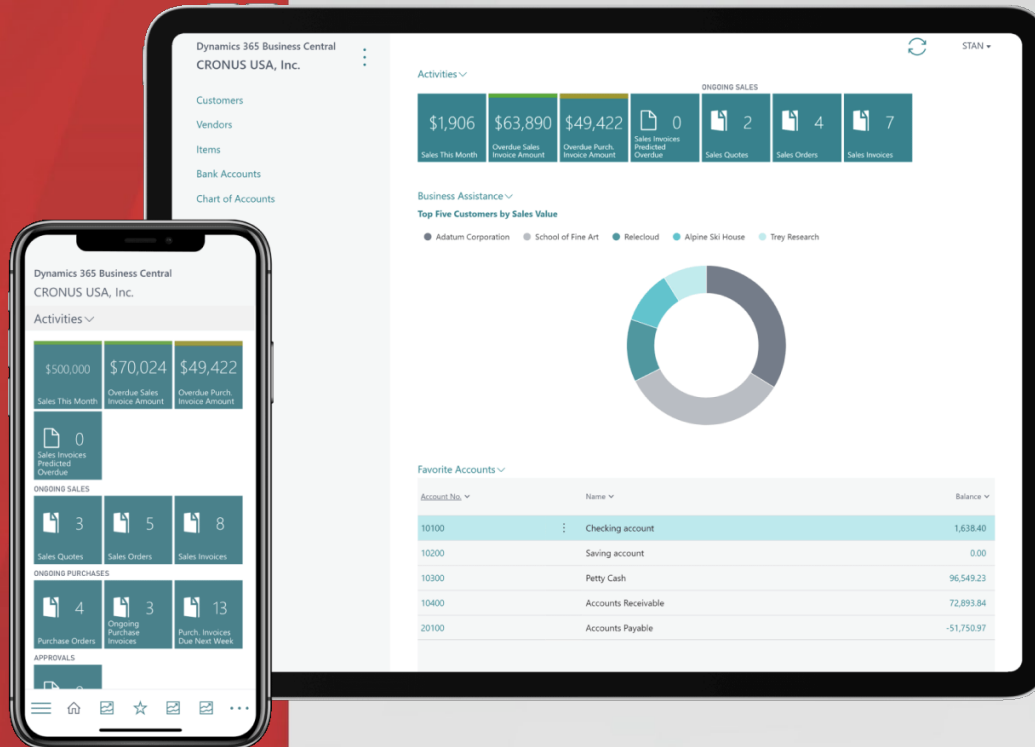 Dynamics 365 Business Central
CRONUS USA, Inc.
Customers
Vendors
Items
Bank Accounts
Chart of Accounts
STAN
Activities
ONGOING SALES
$1,906
Sales This Month
$63,890
Overdue Sales
Invoice Amount
$49,422
Overdue Purch.
Invoice Amount
0
Sales Invoices
Predicted
Overdue
2
Sales Quotes
4
Sales Orders
7
Sales Invoices
Business Assistance
Top Five Customers by Sales Value
Adatum Corporation School of Fine Art Relecloud Alpine Ski House Trey Research
Favorite Accounts
Account No. Name Balance
10100 Checking account 1,638.40
10200 Saving account 0.00
10300 Petty Cash 96,549.23
10400 Accounts Receivable 72,893.84
20100 Accounts Payable -51,750.97
Dynamics 365 Business Central
CRONUS USA, Inc.
Activities
$500,000
Sales This Month
$70,024
Overdue Sales
Invoice Amount
$49,422
Overdue Purch.
Invoice Amount
0
Sales Invoices
Predicted
Overdue
ONGOING SALES
3
Sales Quotes
5
Sales Orders
8
Sales Invoices
ONGOING PURCHASES
4
Purchase Orders
3
Ongoing
Purchase
Invoices
13
Purch. Invoices
Due Next Week
APPROVALS